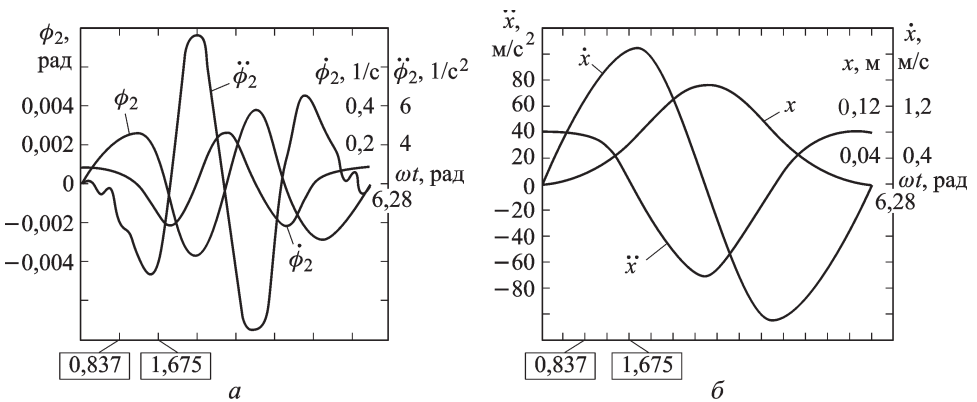 ϕ₂,
рад
0,004
0,002
0
−0,002
−0,004
ϕ₂
ϕ̈₂
ϕ̇₂
ϕ̇₂, 1/с
ϕ̈₂, 1/с²
0,4 6
0,2 4
ωt, рад
6,28
0,837
1,675
а
ẍ,
м/с²
80
60
40
20
0
−20
−40
−60
−80
ẋ
x
ẍ
ẋ,
x, м
м/с
0,12 1,2
0,04 0,4
ωt, рад
6,28
0,837
1,675
б